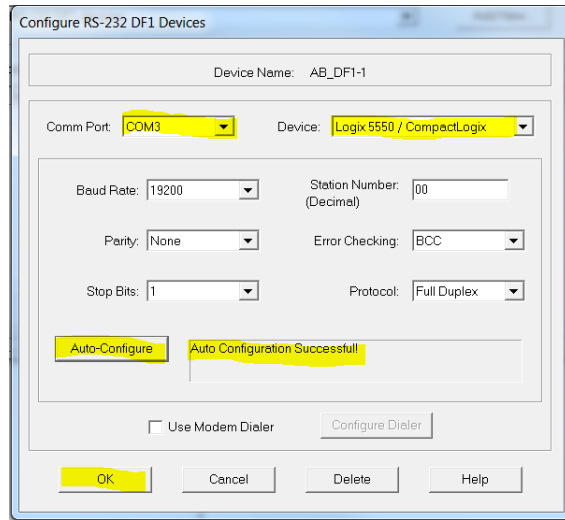 Configure RS-232 DF1 Devices
Device Name: AB_DF1-1
Comm Port: COM3 Device: Logix 5550 / CompactLogix
Baud Rate: 19200 Station Number: 00
(Decimal)
Parity: None Error Checking: BCC
Stop Bits: 1 Protocol: Full Duplex
Auto-Configure Auto Configuration Successful!
Use Modem Dialer Configure Dialer
OK Cancel Delete Help